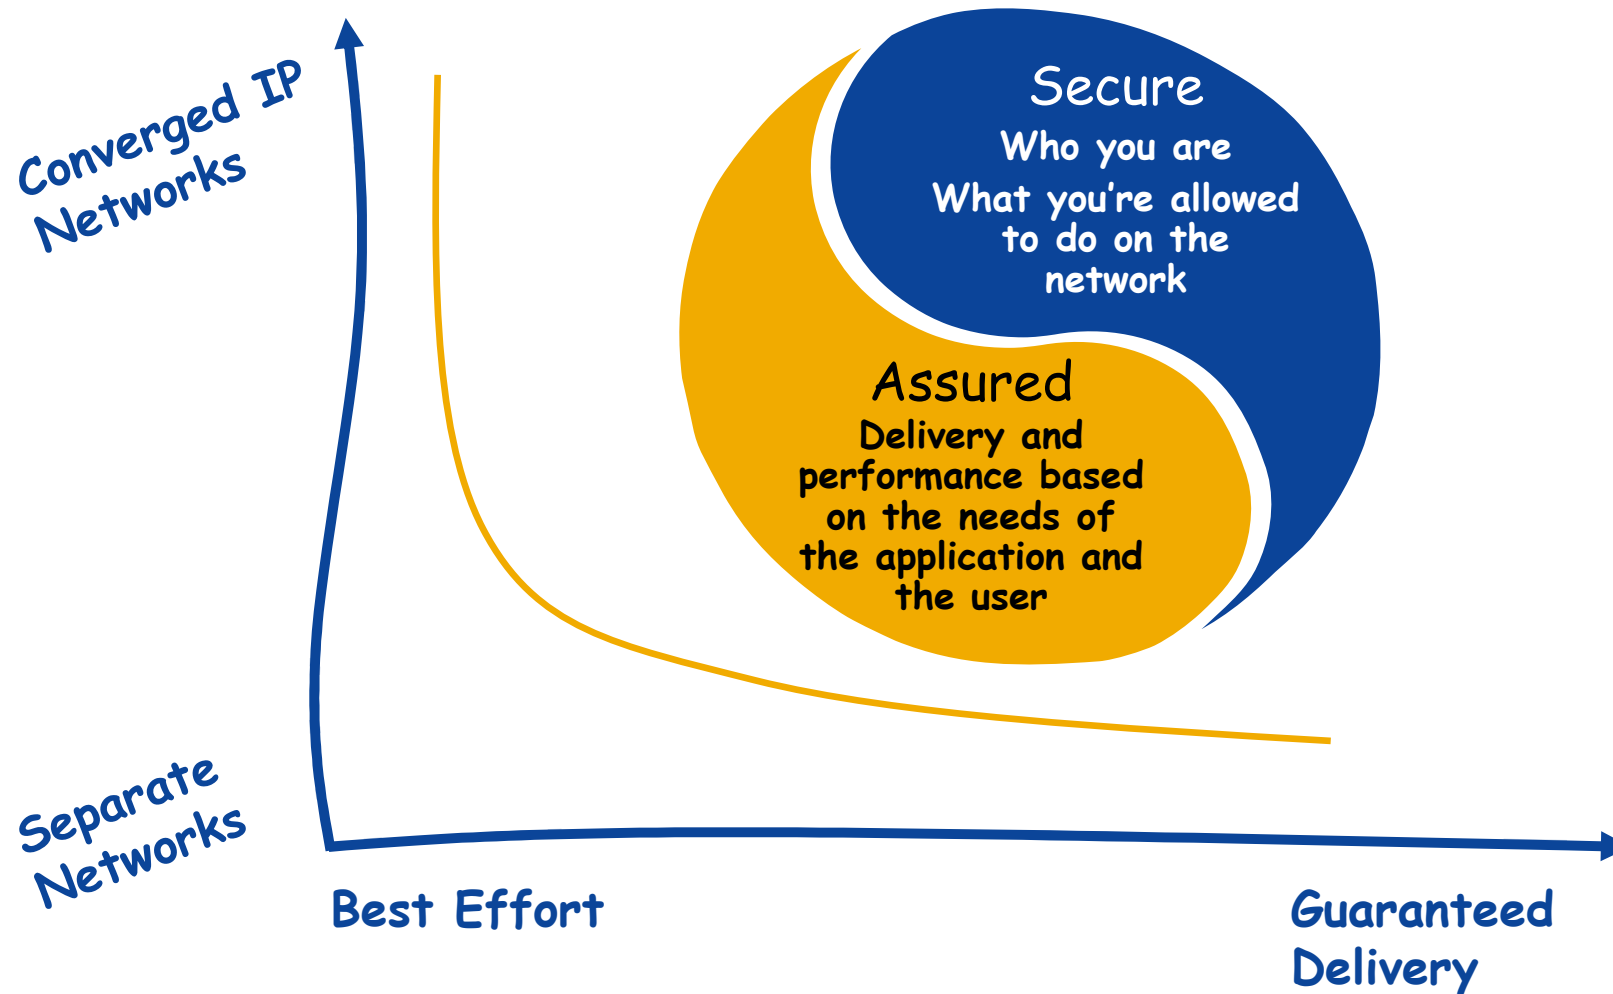 Converged IP
Networks
Secure
Who you are
What you're allowed
to do on the
network
Assured
Delivery and
performance based
on the needs of
the application and
the user
Separate
Networks
Best Effort
Guaranteed
Delivery